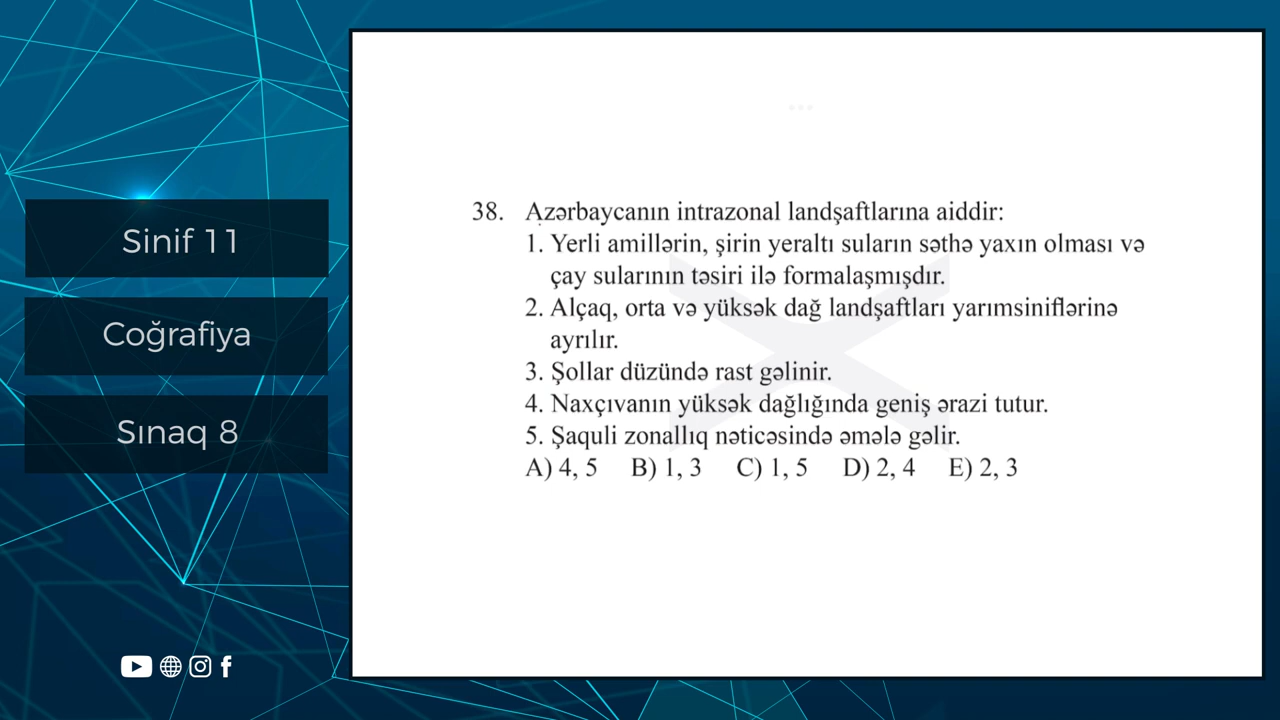 Sinif 11
Coğrafiya
Sınaq 8
38. Azərbaycanın intrazonal landşaftlarına aiddir:
1. Yerli amillərin, şirin yeraltı suların səthə yaxın olması və
çay sularının təsiri ilə formalaşmışdır.
2. Alçaq, orta və yüksək dağ landşaftları yarımsiniflərinə
ayrılır.
3. Şollar düzündə rast gəlinir.
4. Naxçıvanın yüksək dağlığında geniş ərazi tutur.
5. Şaquli zonallıq nəticəsində əmələ gəlir.
A) 4, 5 B) 1, 3 C) 1, 5 D) 2, 4 E) 2, 3